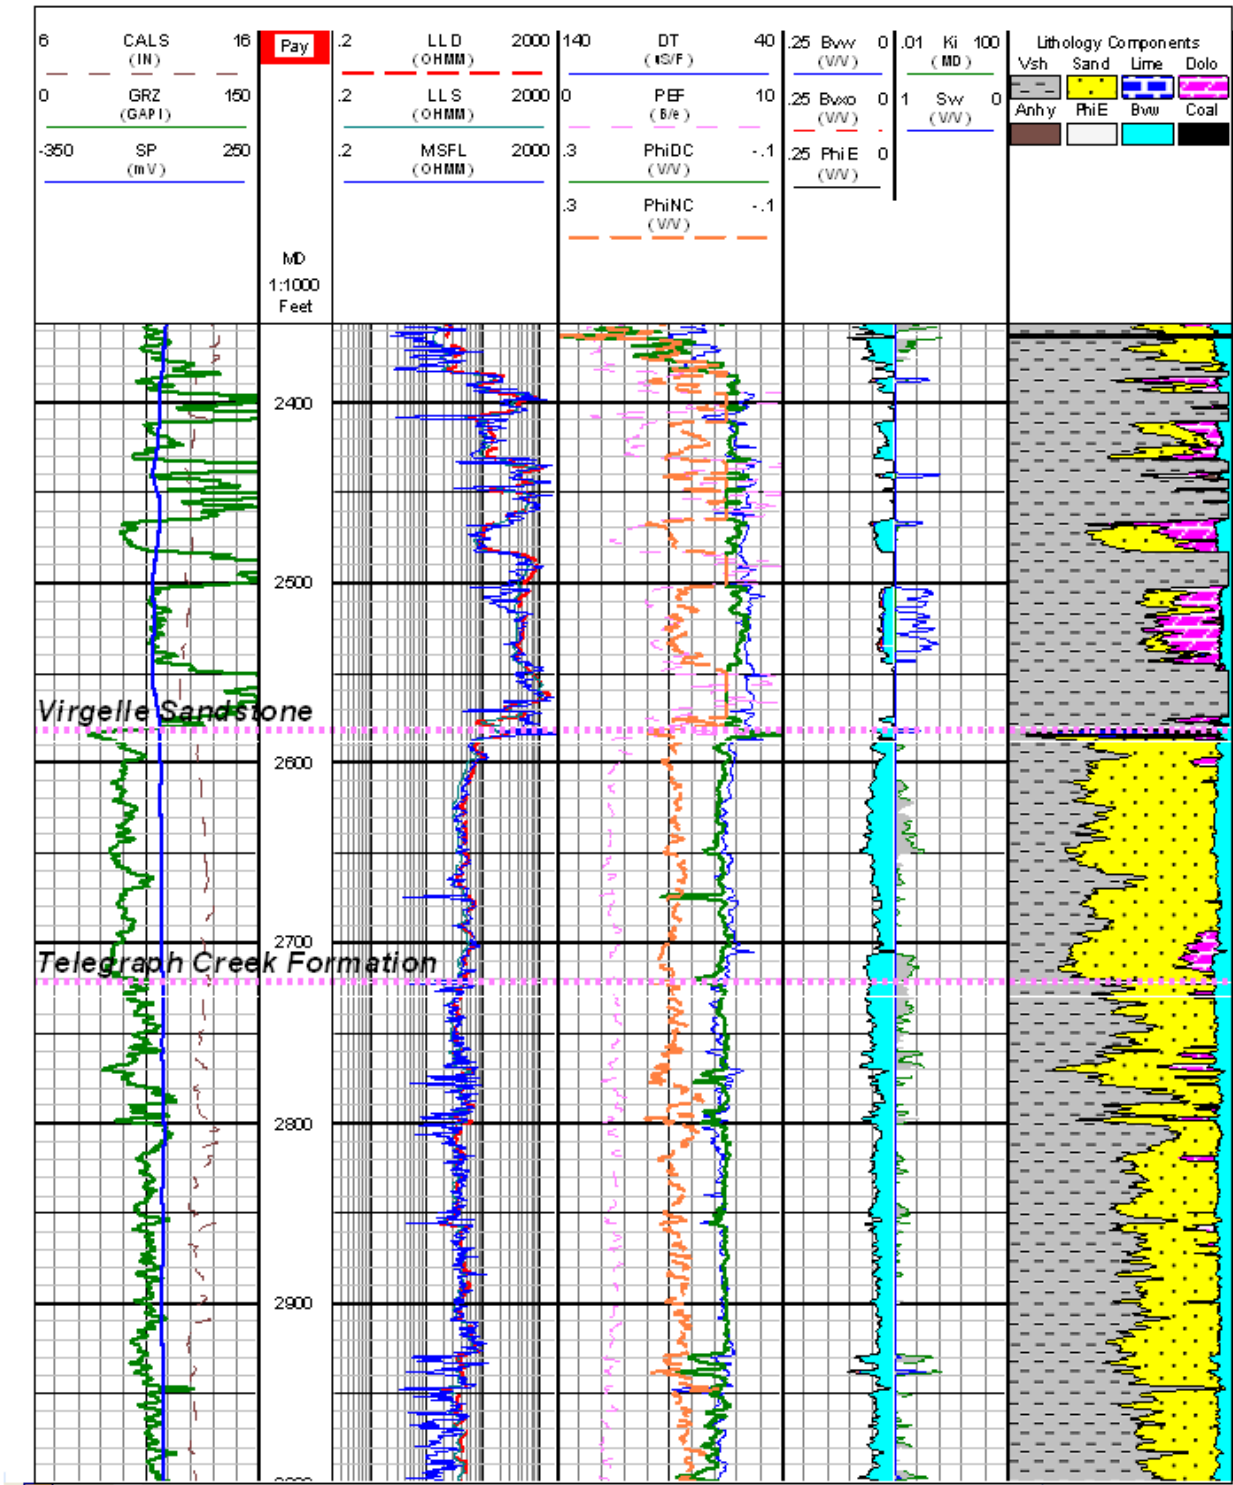 6 CALS 16
(IN)
0 GRZ 150
(GAPI)
-350 SP 250
(mV)
Pay
MD
1:1000
Feet
.2 LLD 2000
(OHMM)
.2 LLS 2000
(OHMM)
.2 MSFL 2000
(OHMM)
140 DT 40
(uS/F)
0 PEF 10
(B/e)
.3 PhiDC -.1
(V/V)
.3 PhiNC -.1
(V/V)
.25 Bvw 0
(V/V)
.25 Bvxo 0
(V/V)
.25 PhiE 0
(V/V)
.01 Ki 100
(MD)
1 Sw 0
(V/V)
Lithology Components
Vsh Sand Lime Dolo
Anhy PhiE Bvw Coal
2400
2500
Virgelle Sandstone
2600
2700
Telegraph Creek Formation
2800
2900